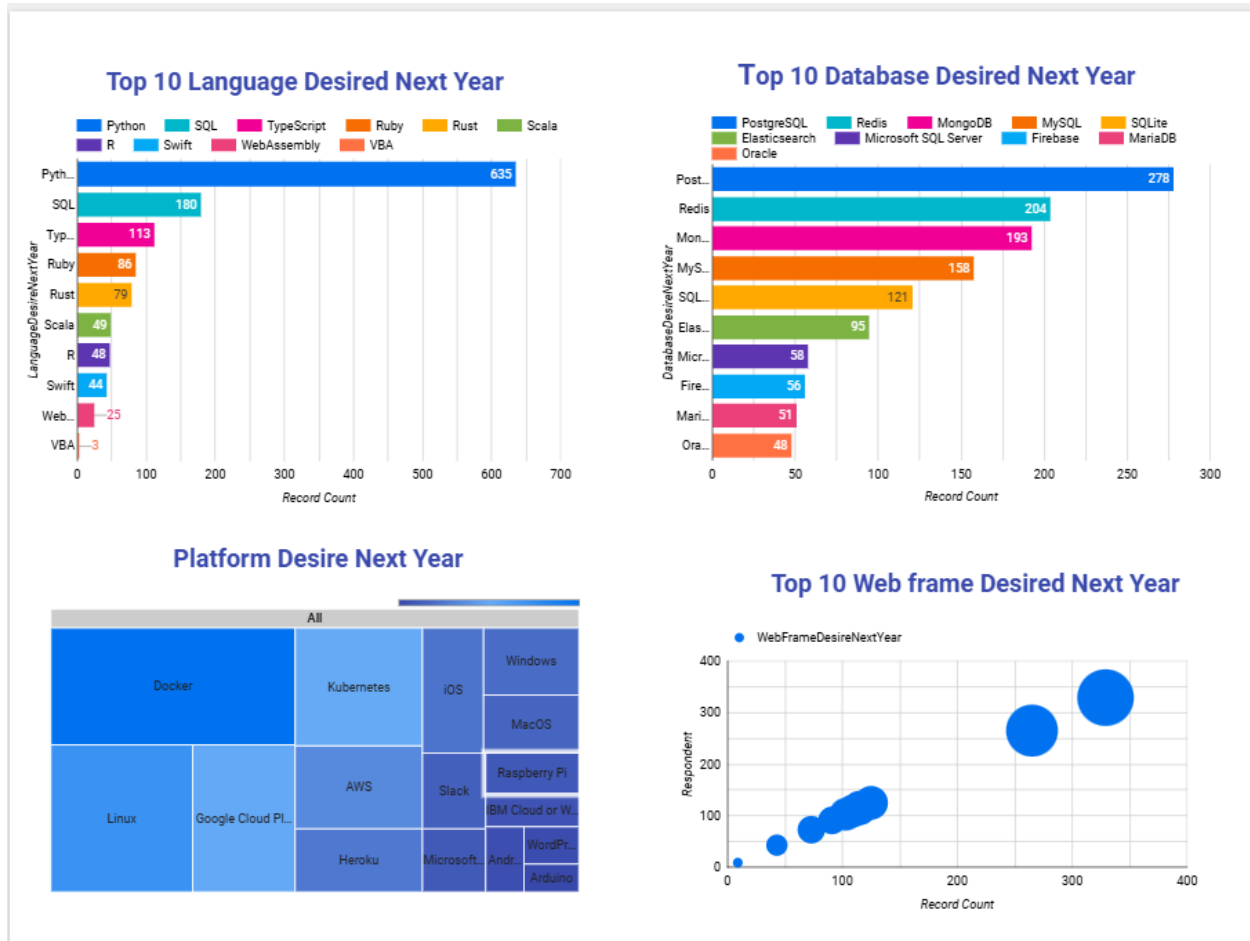 Top 10 Language Desired Next Year
Python SQL TypeScript Ruby Rust Scala
R Swift WebAssembly VBA
LanguageDesireNextYear
Pyth... 635
SQL 180
Typ... 113
Ruby 86
Rust 79
Scala 49
R 48
Swift 44
Web... 25
VBA 3
0 100 200 300 400 500 600 700
Record Count
Top 10 Database Desired Next Year
PostgreSQL Redis MongoDB MySQL SQLite
Elasticsearch Microsoft SQL Server Firebase MariaDB
Oracle
DatabaseDesireNextYear
Post... 278
Redis 204
Mon... 193
MyS... 158
SQL... 121
Elas... 95
Micr... 58
Fire... 56
Mari... 51
Ora... 48
0 50 100 150 200 250 300
Record Count
Platform Desire Next Year
All
Docker
Kubernetes
iOS
Windows
MacOS
Linux
Google Cloud Pl...
AWS
Slack
Raspberry Pi
IBM Cloud or W...
Heroku
Microsoft...
Andr...
WordPr...
Arduino
Top 10 Web frame Desired Next Year
WebFrameDesireNextYear
Respondent
400
300
200
100
0
0 100 200 300 400
Record Count